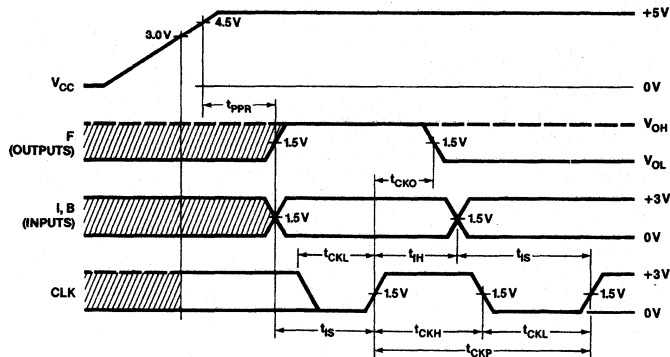 +5V
4.5V
3.0V
VCC
0V
tPPR
VOH
F
(OUTPUTS)
1.5V
1.5V
VOL
tCKO
+3V
I, B
(INPUTS)
1.5V
1.5V
0V
tCKL
tIH
tIS
+3V
CLK
1.5V
1.5V
1.5V
0V
tIS
tCKH
tCKL
tCKP